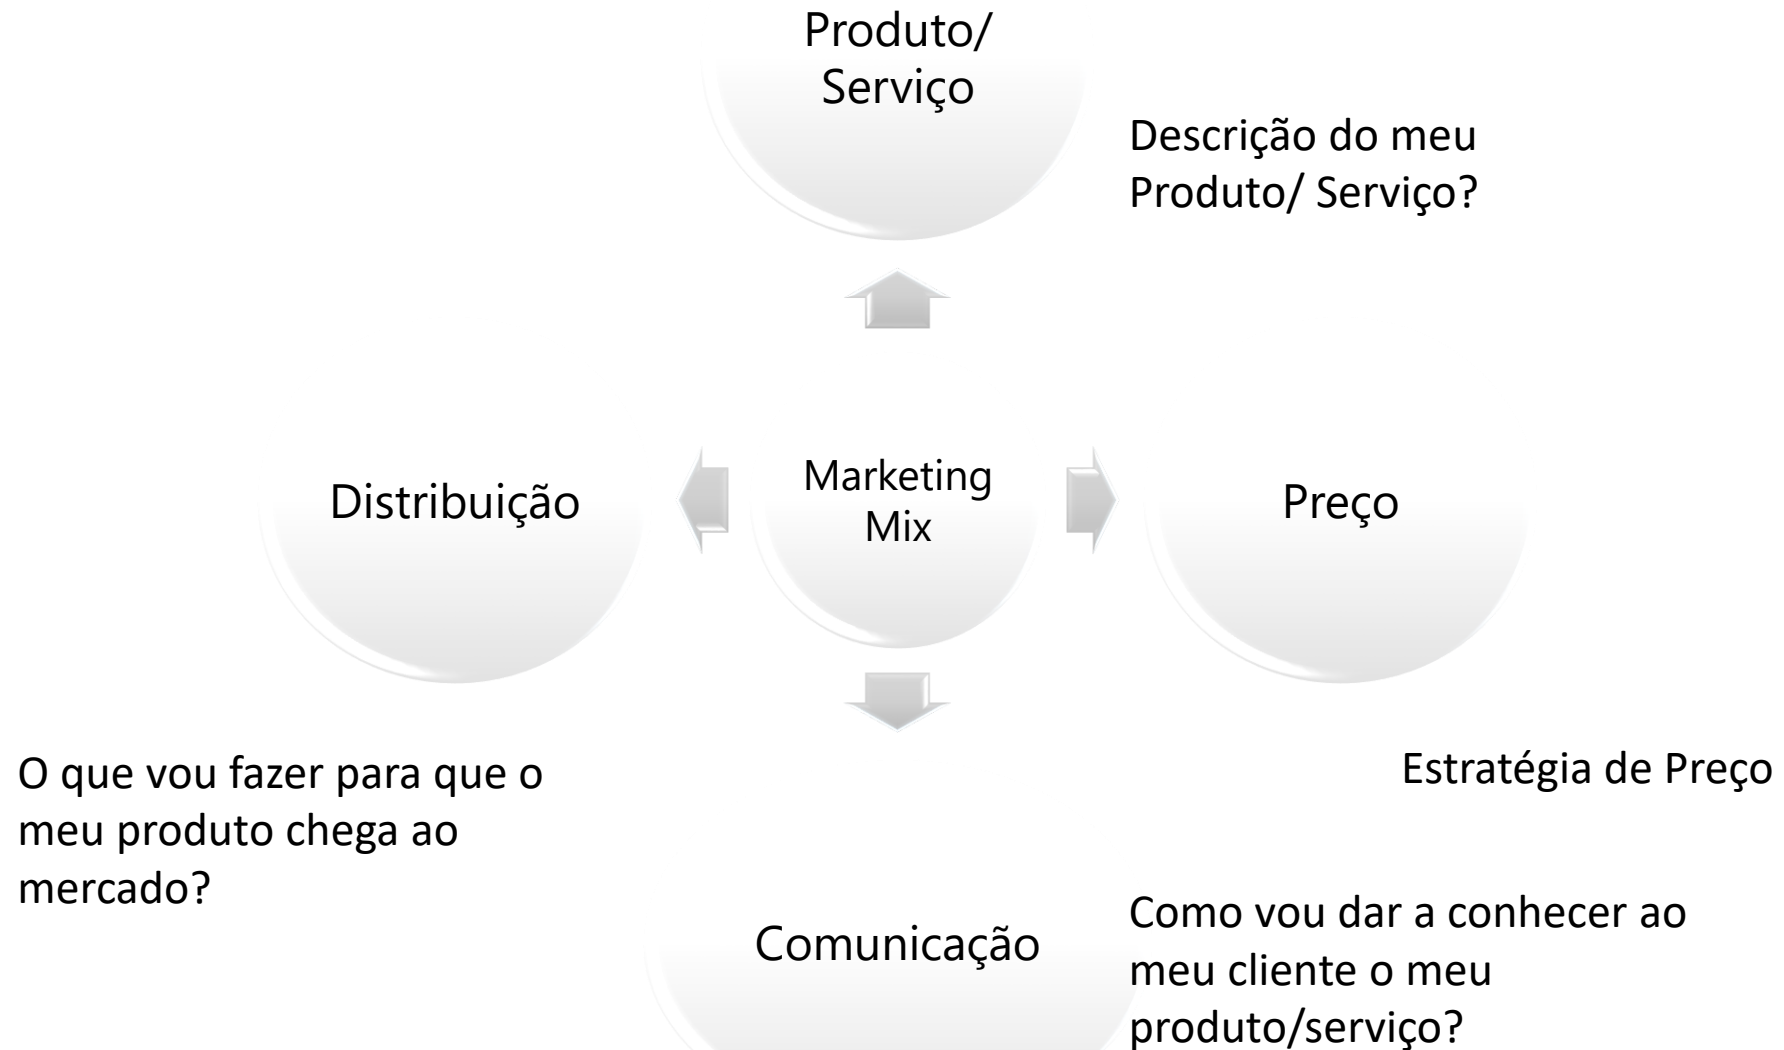 Produto/
Serviço
Descrição do meu
Produto/ Serviço?
Distribuição
Marketing
Mix
Preço
O que vou fazer para que o
meu produto chega ao
mercado?
Estratégia de Preço
Comunicação
Como vou dar a conhecer ao
meu cliente o meu
produto/serviço?